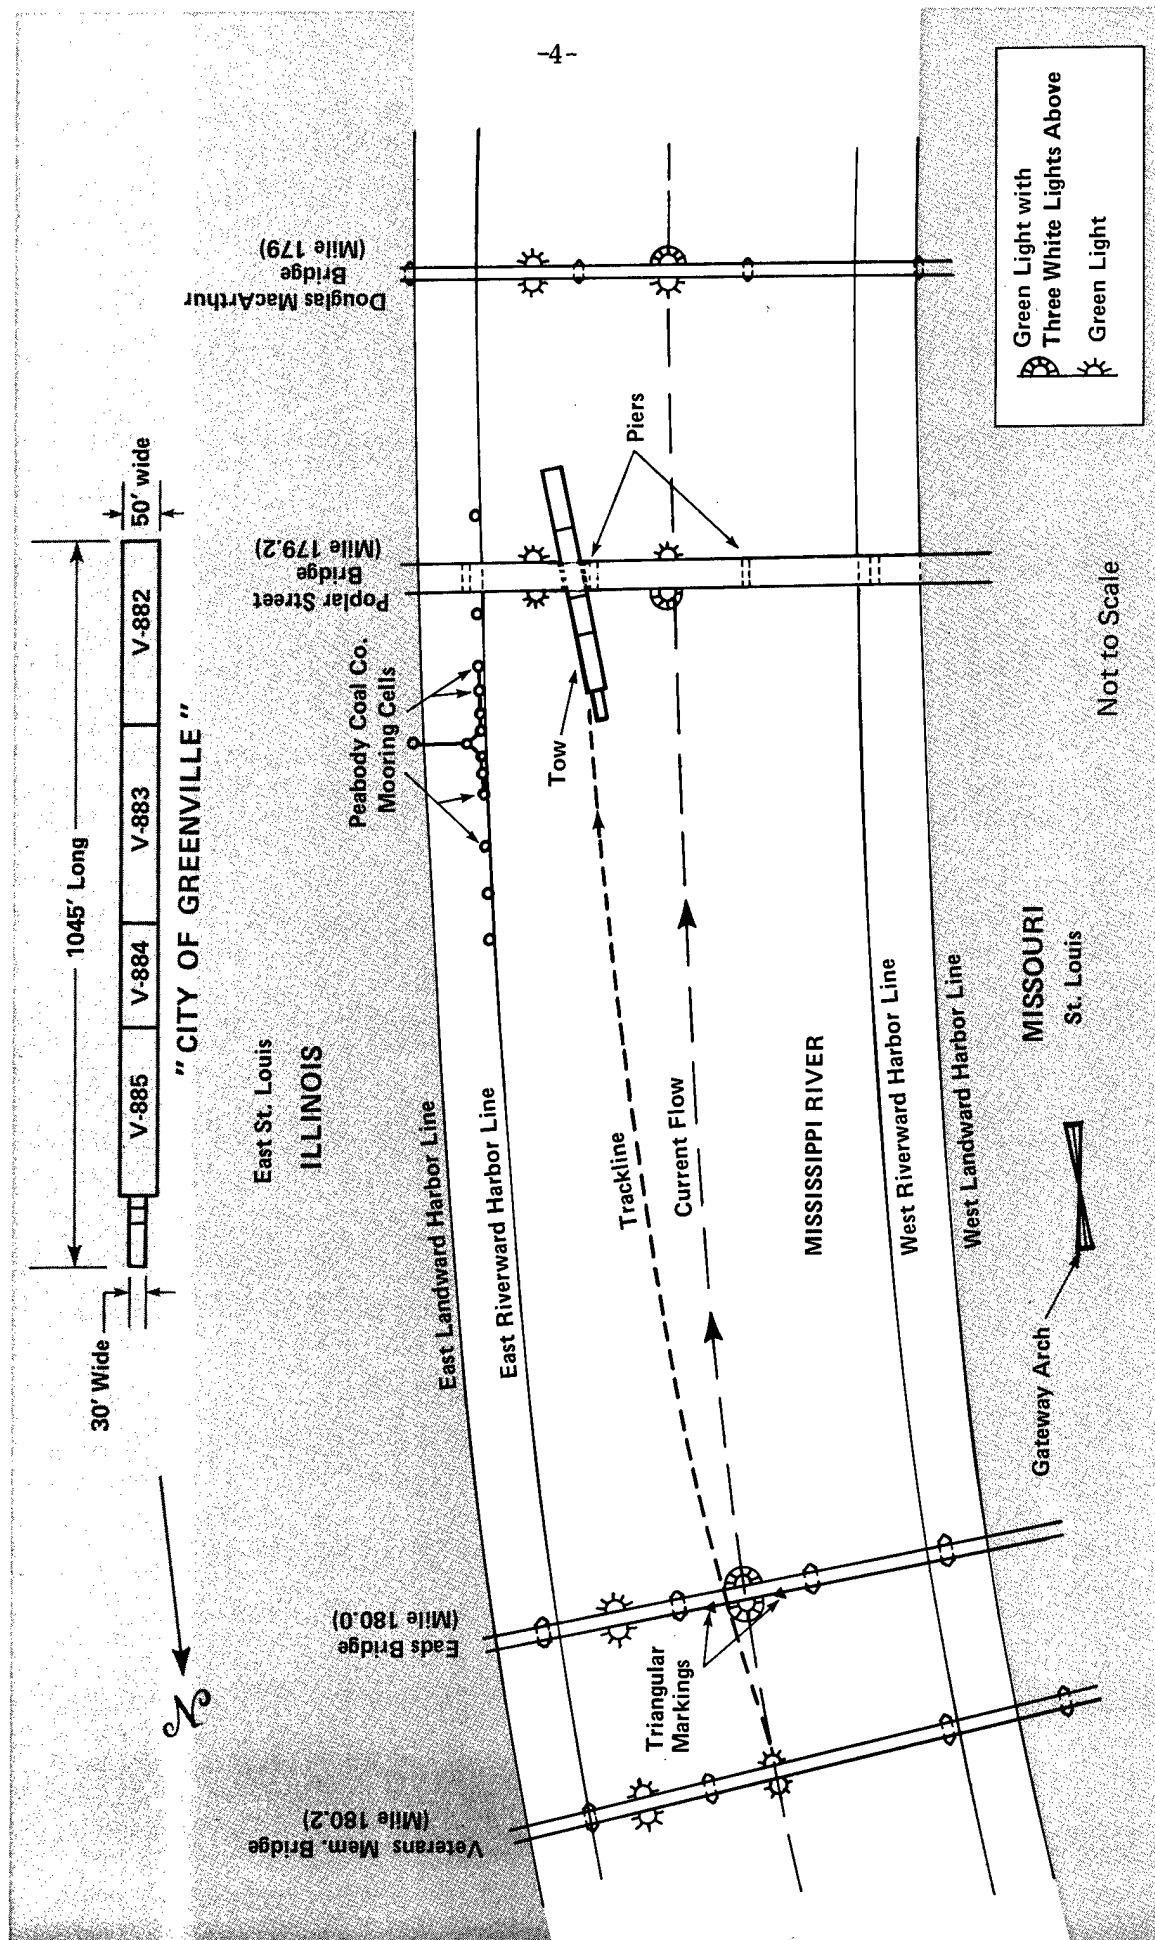 -4-
1045' Long
50' wide
30' Wide
V-885
V-884
V-883
V-882
"CITY OF GREENVILLE"
N
East St. Louis
ILLINOIS
Veterans Mem. Bridge
(Mile 180.2)
Eads Bridge
(Mile 180.0)
Poplar Street
Bridge
(Mile 179.2)
Douglas MacArthur
Bridge
(Mile 179)
Peabody Coal Co.
Mooring Cells
East Landward Harbor Line
East Riverward Harbor Line
Tow
Piers
Triangular
Markings
Trackline
Current Flow
MISSISSIPPI RIVER
West Riverward Harbor Line
West Landward Harbor Line
Gateway Arch
MISSOURI
St. Louis
Not to Scale
Green Light with
Three White Lights Above
Green Light